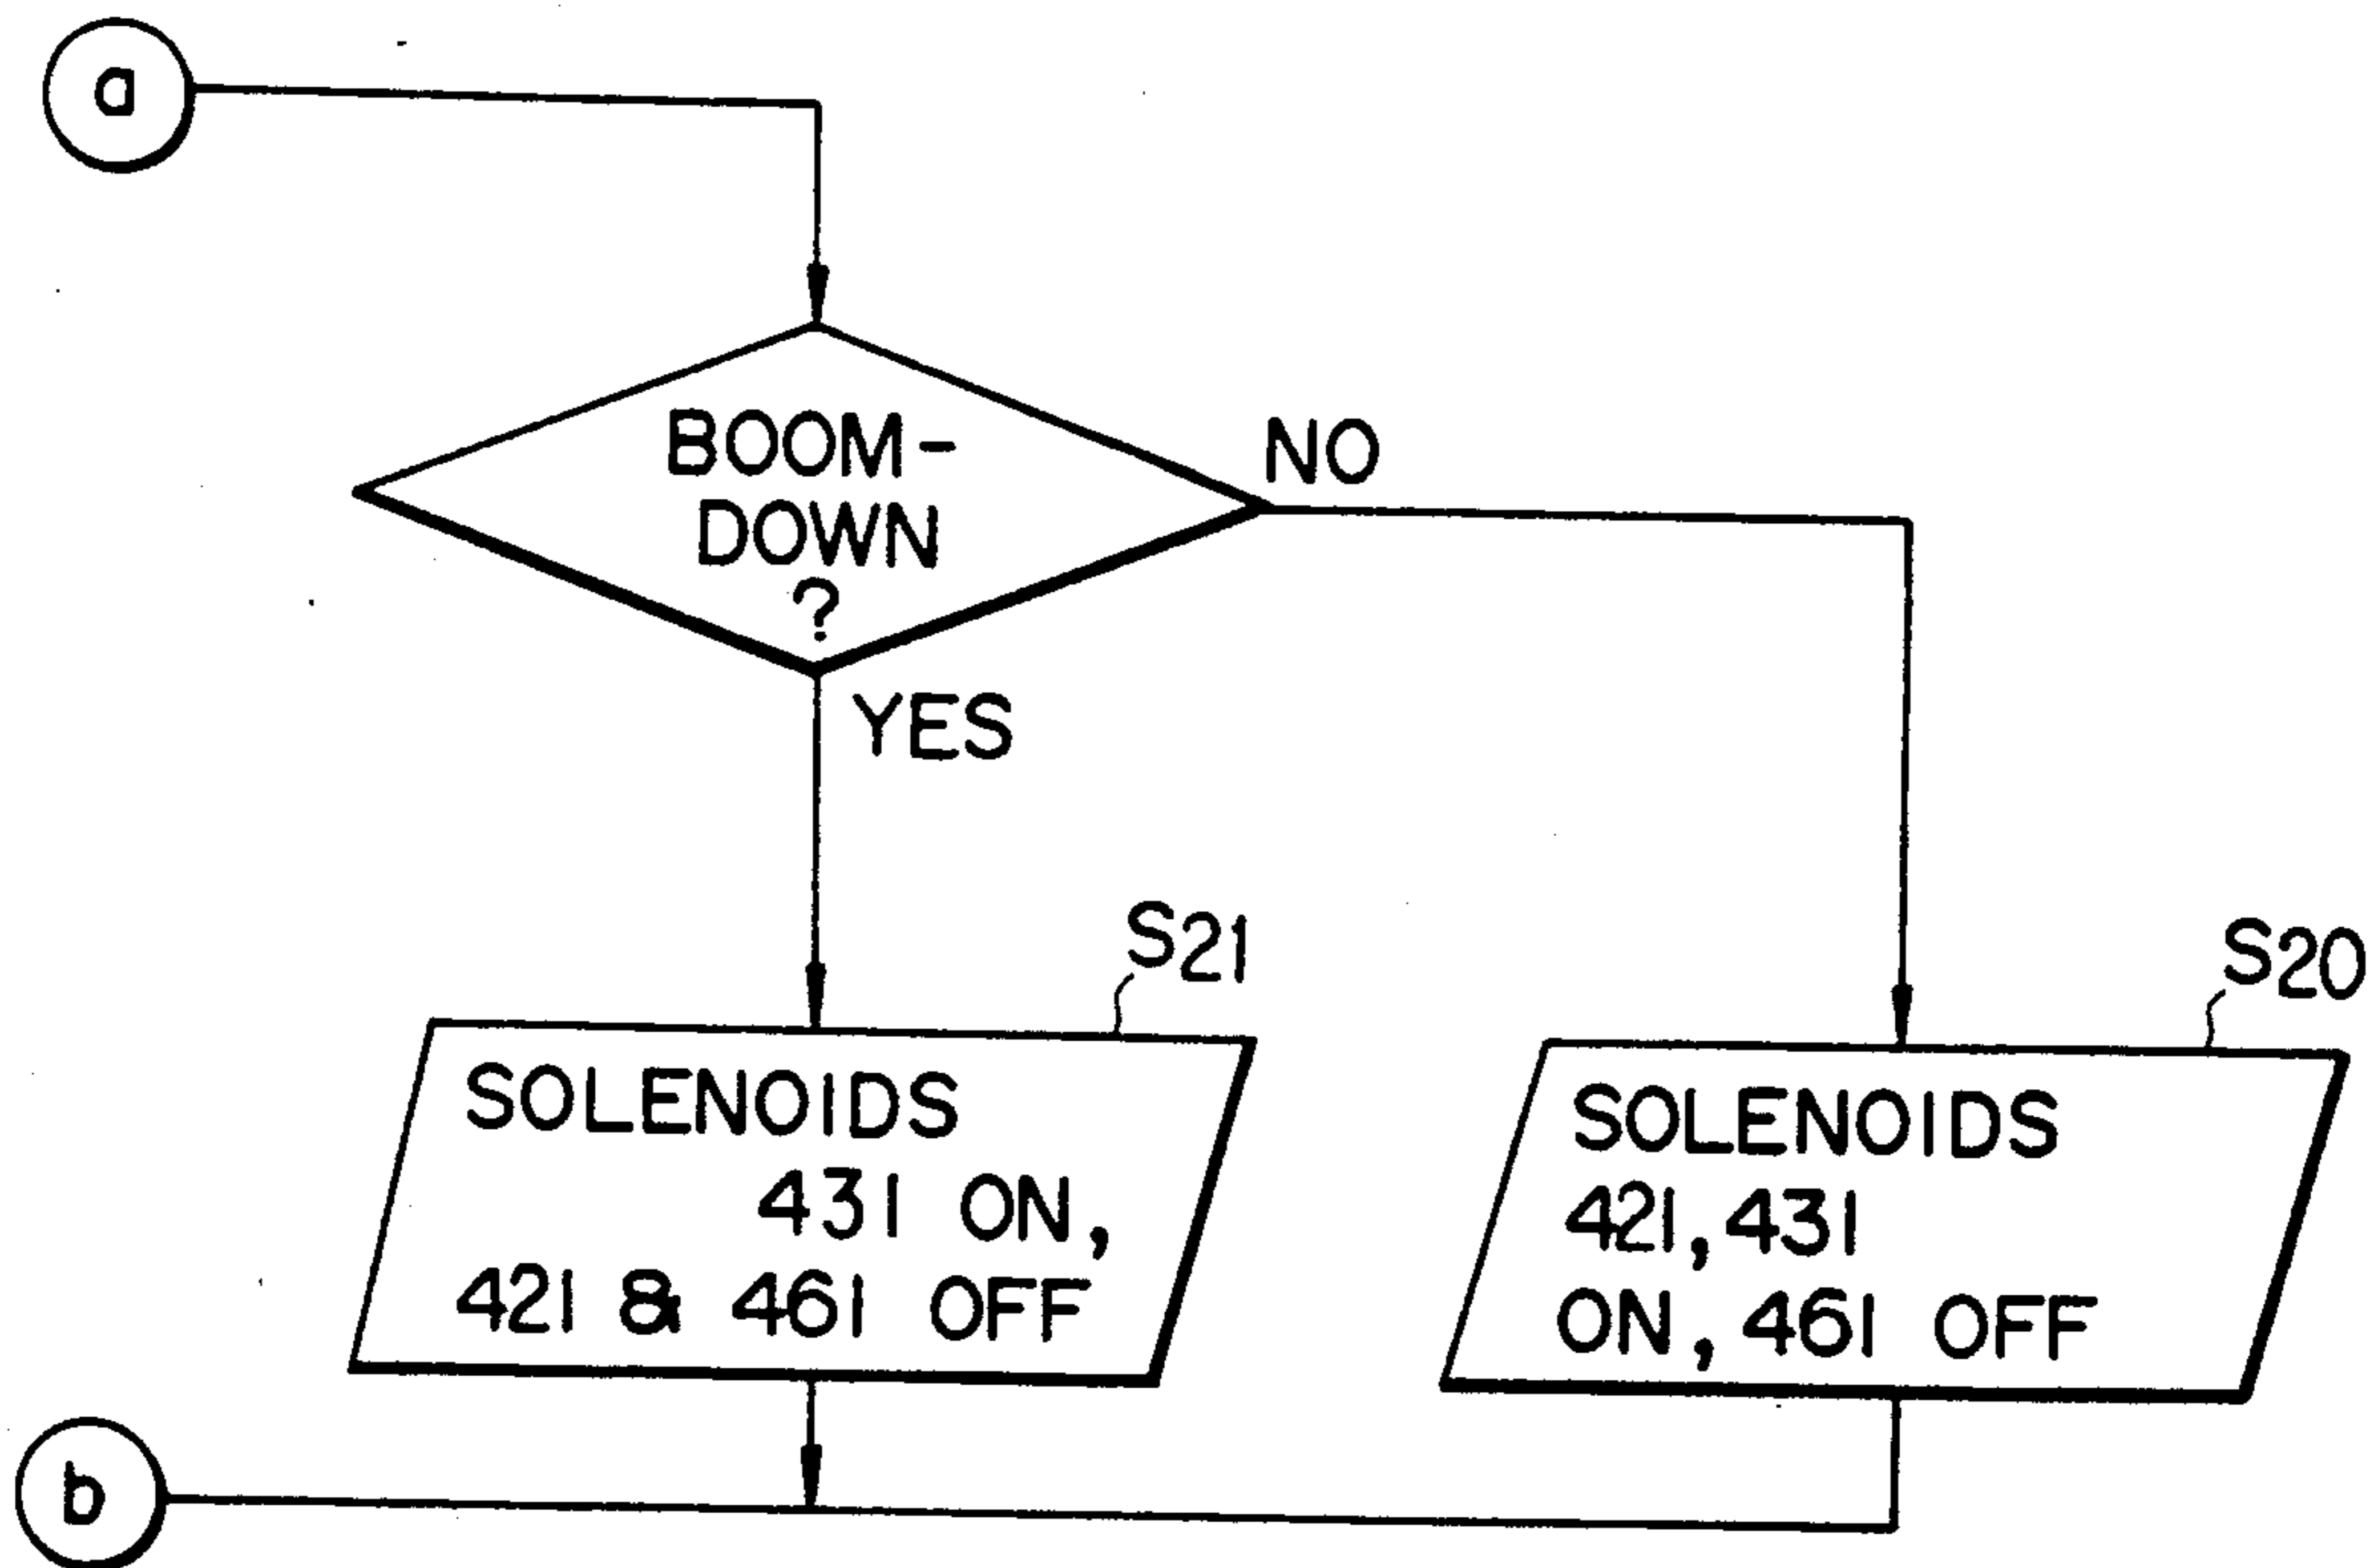 a
BOOM-
DOWN
?
NO
YES
S21
SOLENOIDS
431 ON,
421 & 461 OFF
S20
SOLENOIDS
421,431
ON,461 OFF
b